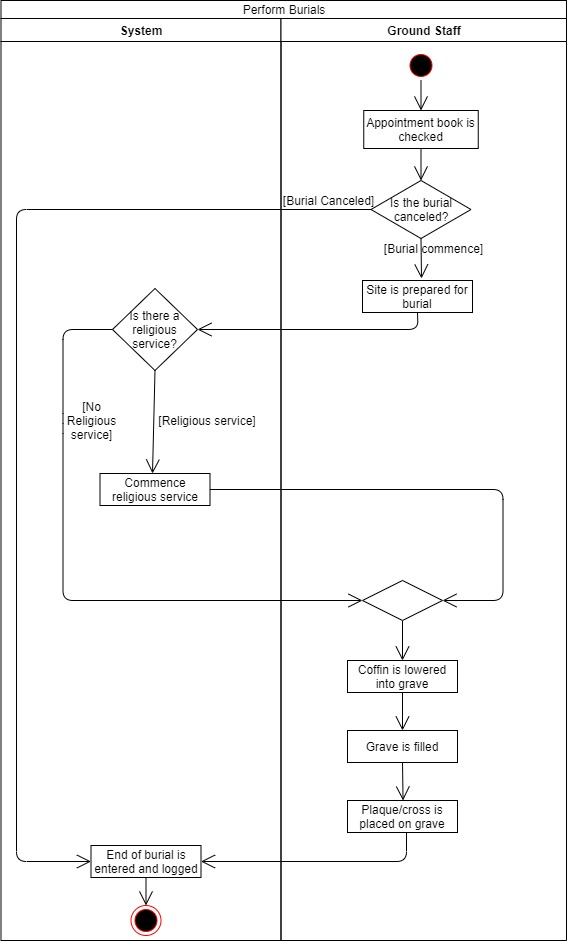 Perform Burials
System
Ground Staff
Appointment book is
checked
[Burial Canceled]
Is the burial
canceled?
[Burial commence]
Site is prepared for
burial
Is there a
religious
service?
[No
Religious
service]
[Religious service]
Commence
religious service
Coffin is lowered
into grave
Grave is filled
Plaque/cross is
placed on grave
End of burial is
entered and logged